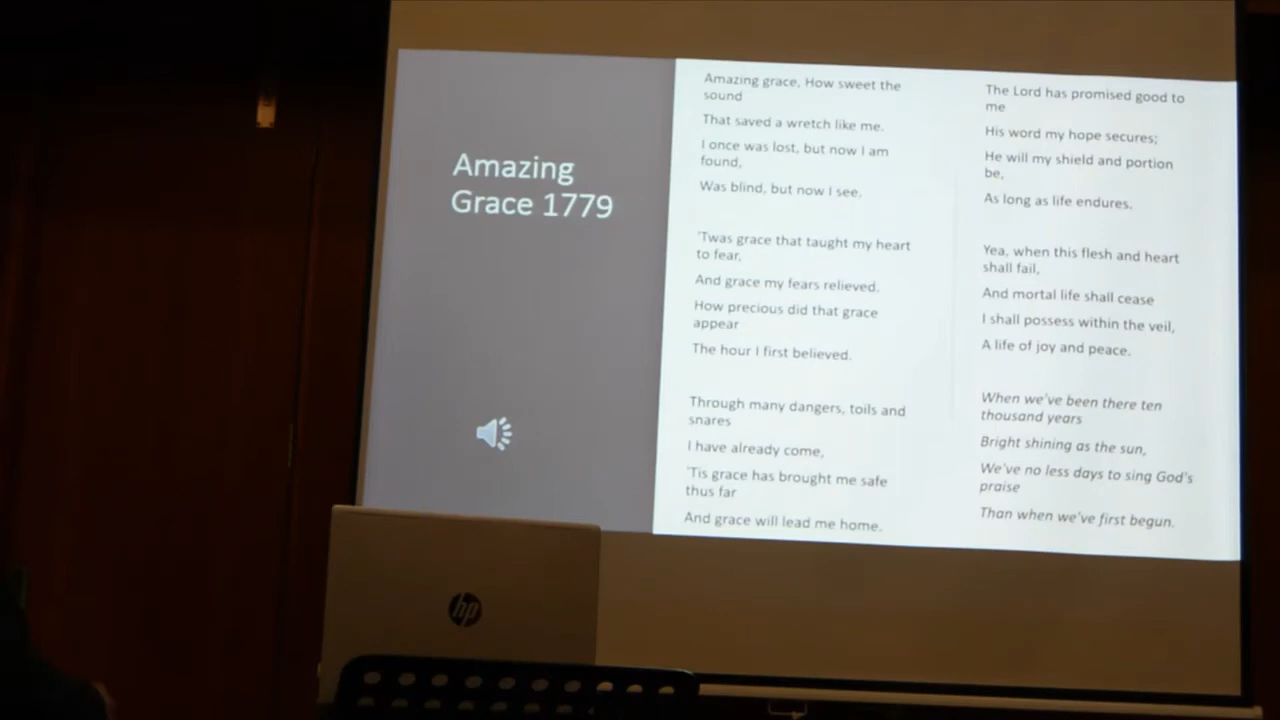 Amazing
Grace 1779
Amazing grace, How sweet the
sound
That saved a wretch like me.
I once was lost, but now I am
found,
Was blind, but now I see.
'Twas grace that taught my heart
to fear,
And grace my fears relieved.
How precious did that grace
appear
The hour I first believed.
Through many dangers, toils and
snares
I have already come,
'Tis grace has brought me safe
thus far
And grace will lead me home.
The Lord has promised good to
me
His word my hope secures;
He will my shield and portion
be,
As long as life endures.
Yea, when this flesh and heart
shall fail,
And mortal life shall cease
I shall possess within the veil,
A life of joy and peace.
When we've been there ten
thousand years
Bright shining as the sun,
We've no less days to sing God's
praise
Than when we've first begun.
hp